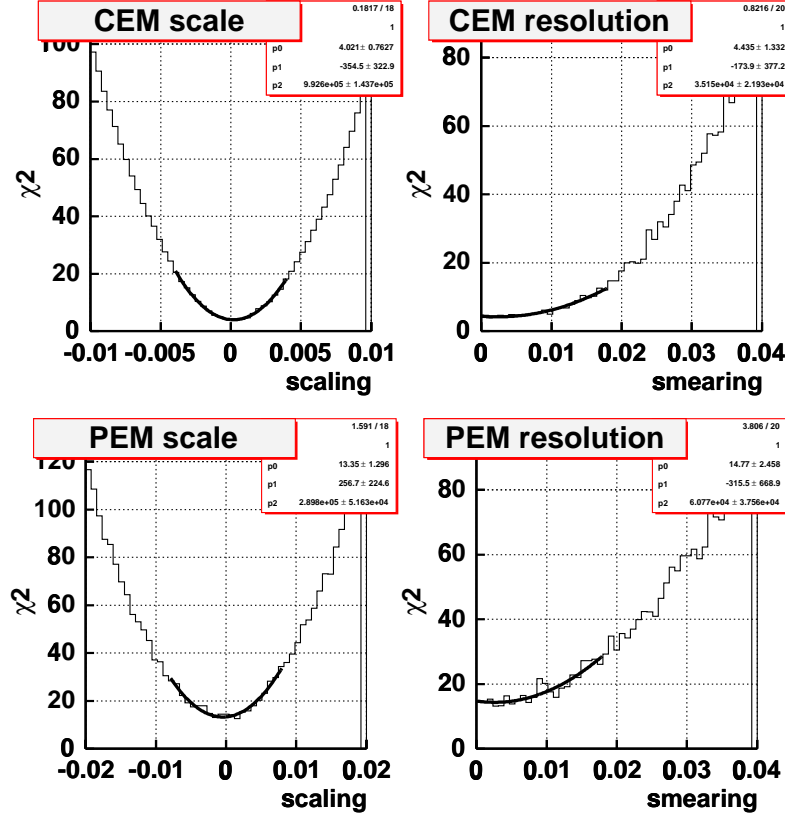 CEM scale
0.1817 / 18
1
p0 4.021± 0.7627
p1 -354.5 ± 322.9
p2 9.926e+05 ± 1.437e+05
100
80
60
40
20
0
χ2
-0.01 -0.005 0 0.005 0.01
scaling
CEM resolution
0.8216 / 20
1
p0 4.435± 1.332
p1 -173.9 ± 377.2
p2 3.515e+04 ± 2.193e+04
80
60
40
20
0
χ2
0 0.01 0.02 0.03 0.04
smearing
PEM scale
1.591 / 18
1
p0 13.35 ± 1.296
p1 256.7 ± 224.6
p2 2.898e+05 ± 5.163e+04
120
100
80
60
40
20
0
χ2
-0.02 -0.01 0 0.01 0.02
scaling
PEM resolution
3.806 / 20
1
p0 14.77 ± 2.458
p1 -315.5 ± 668.9
p2 6.077e+04 ± 3.756e+04
80
60
40
20
0
χ2
0 0.01 0.02 0.03 0.04
smearing